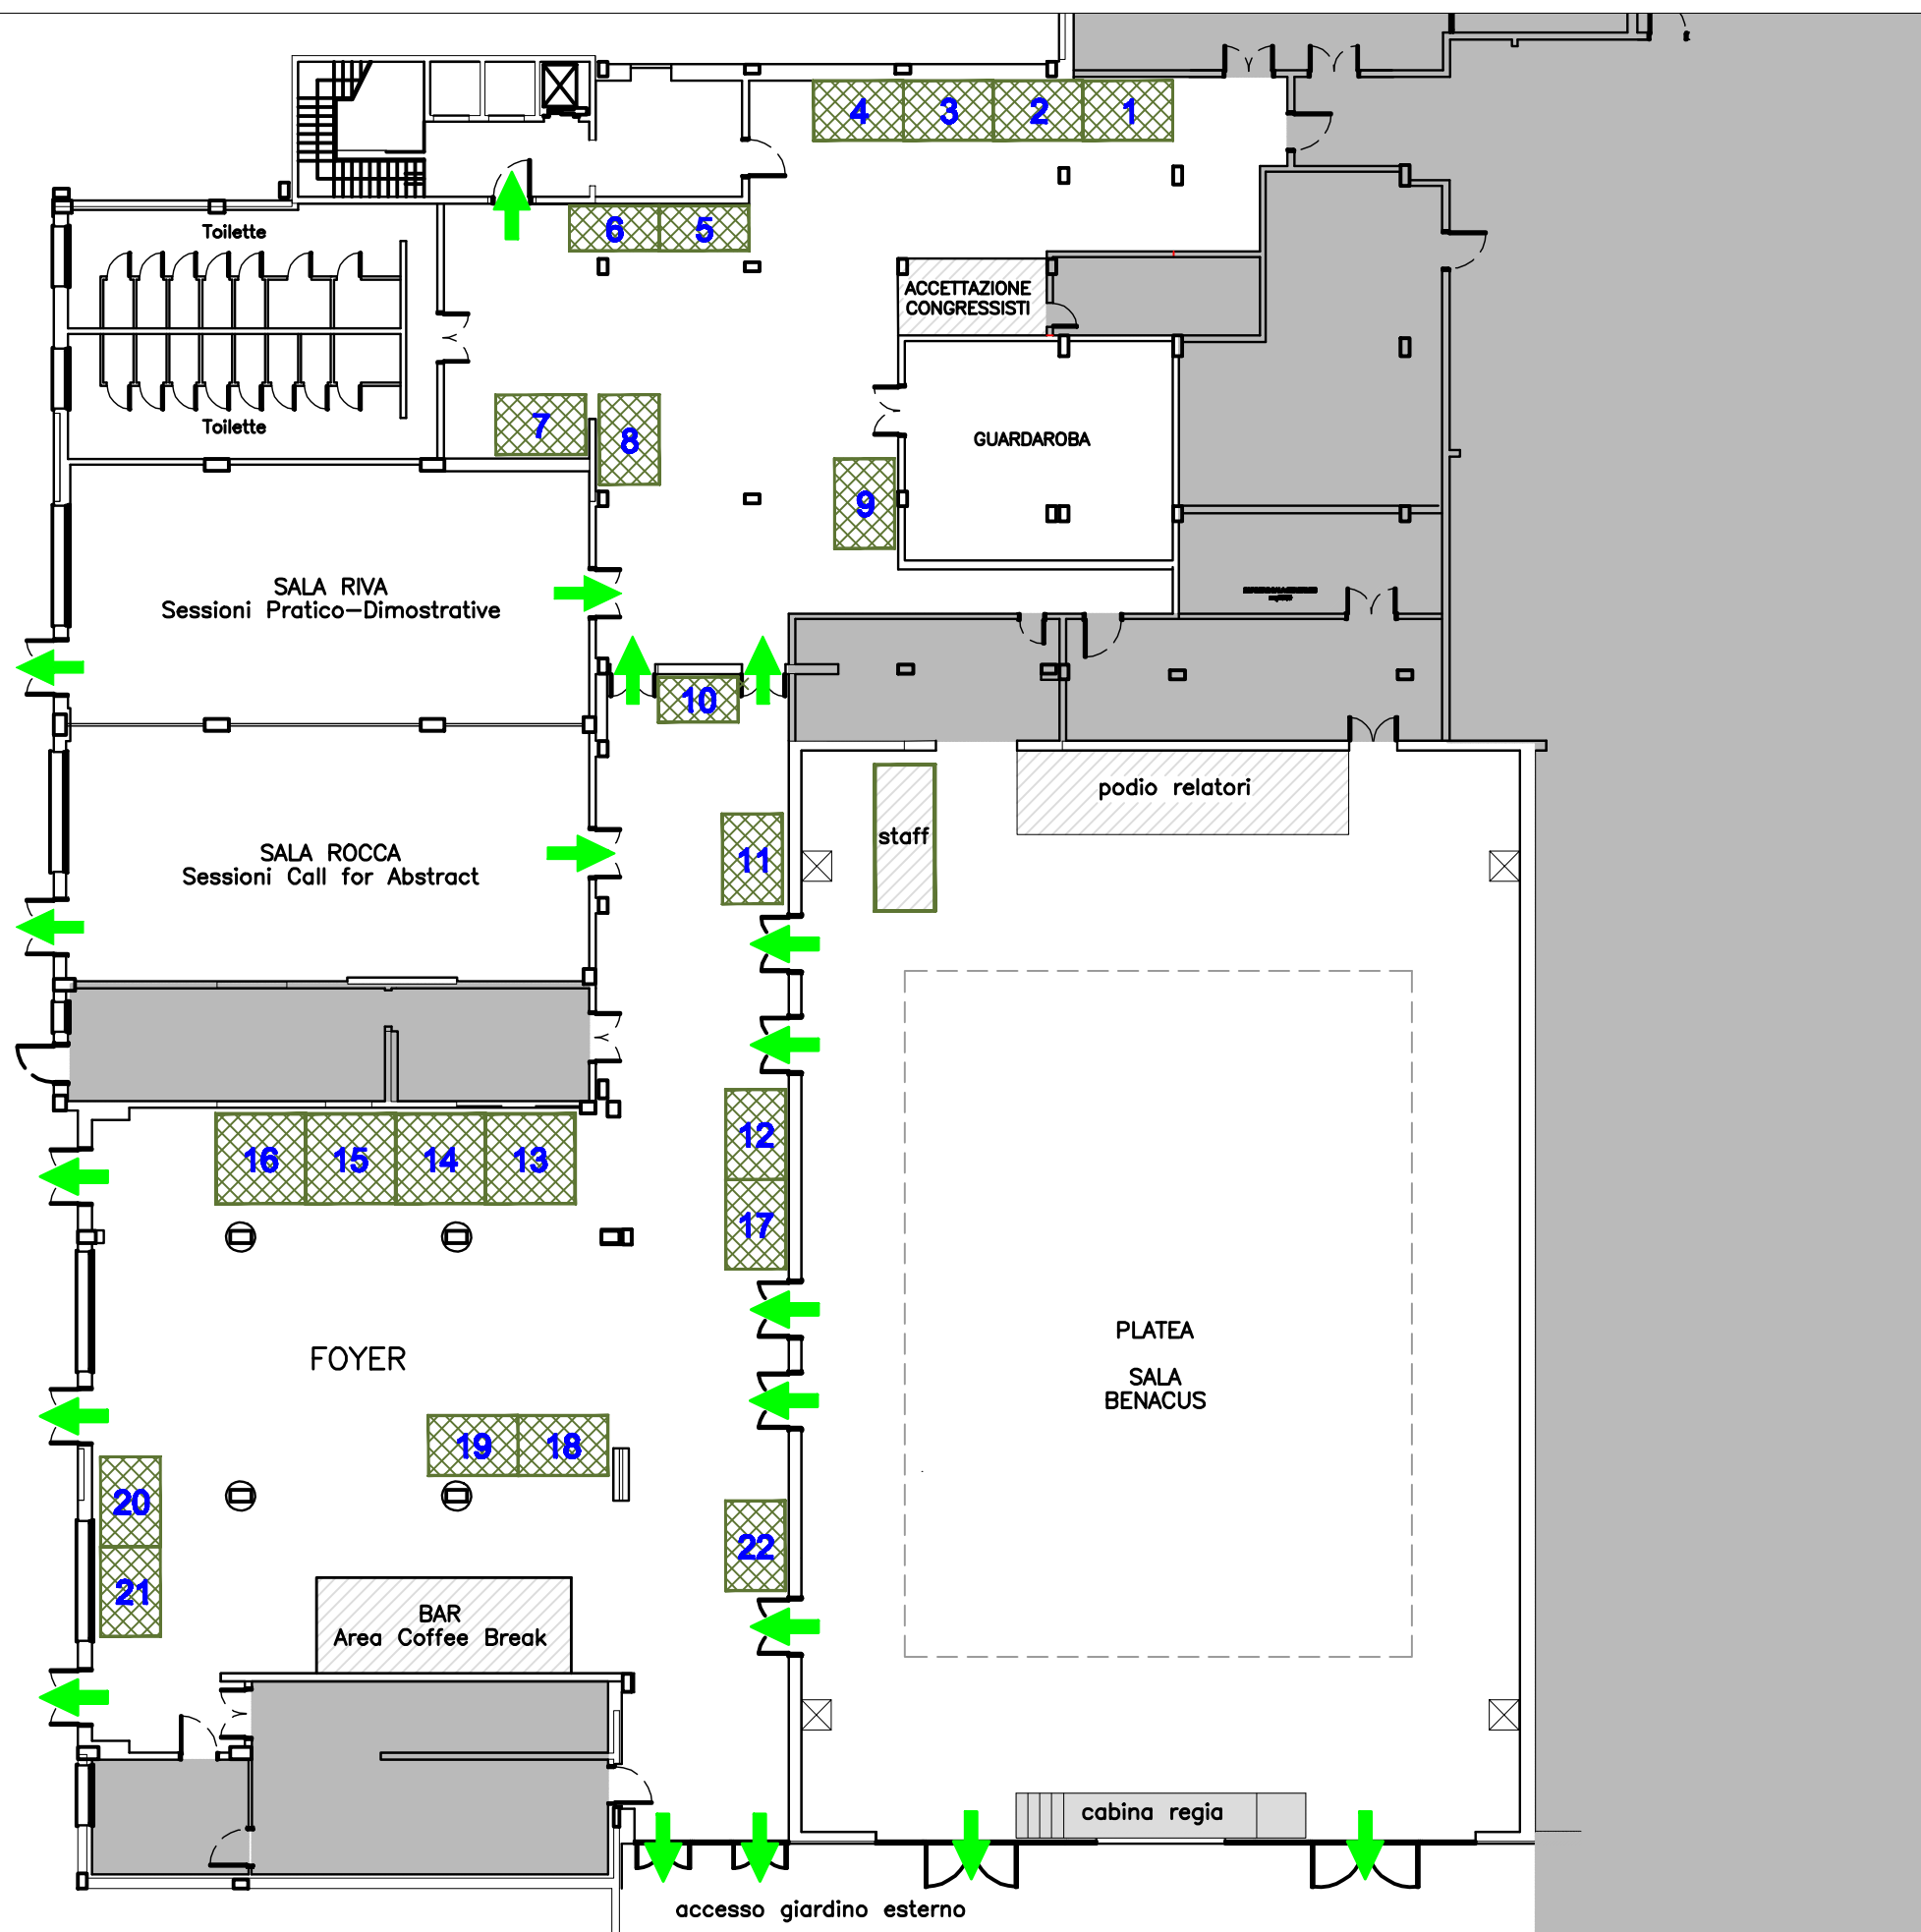 4 3 2 1
Toilette
6 5
ACCETTAZIONE
CONGRESSISTI
7
8
Toilette
GUARDAROBA
9
SALA RIVA
Sessioni Pratico-Dimostrative
10
podio relatori
staff
11
SALA ROCCA
Sessioni Call for Abstract
12
16 15 14 13
17
PLATEA
FOYER
SALA
BENACUS
19 18
20
22
21
BAR
Area Coffee Break
cabina regia
accesso giardino esterno